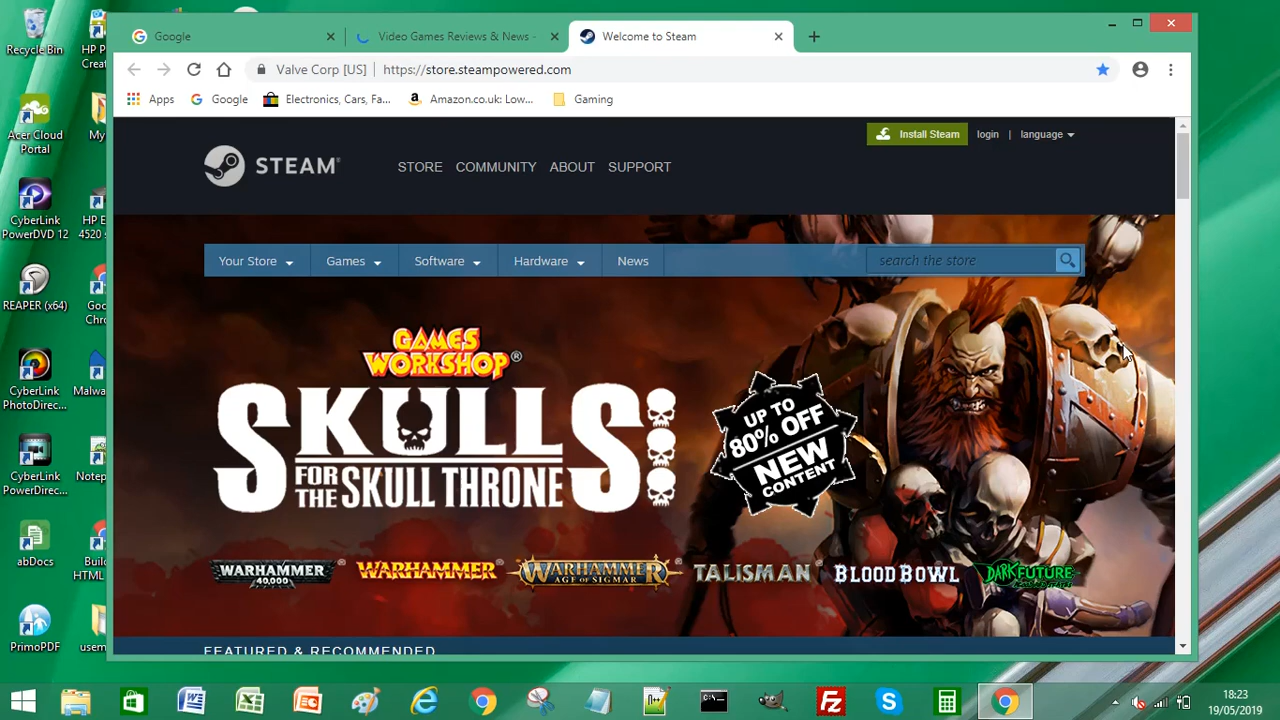 Recycle Bin
HP P
Creat
Acer Cloud
Portal
My
CyberLink
PowerDVD 12
HP E
4520 s
REAPER (x64)
Goo
Chro
CyberLink
PhotoDirec...
Malwa
CyberLink
PowerDirec...
Notep
abDocs
Build
HTML
PrimoPDF
usem
Google
Video Games Reviews & News -
Welcome to Steam
Valve Corp [US]
https://store.steampowered.com
Apps
Google
Electronics, Cars, Fa...
Amazon.co.uk: Low...
Gaming
Install Steam
login
|
language
STEAM®
STORE
COMMUNITY
ABOUT
SUPPORT
Your Store
Games
Software
Hardware
News
search the store
GAMES
WORKSHOP®
SKULLS
FOR
THE SKULL THRONE
UP TO
80% OFF
NEW
CONTENT
WARHAMMER®
40,000
WARHAMMER®
WARHAMMER®
AGE OF SIGMAR
TALISMAN®
BLOOD BOWL
DARK FUTURE
FEATURED & RECOMMENDED
18:23
19/05/2019